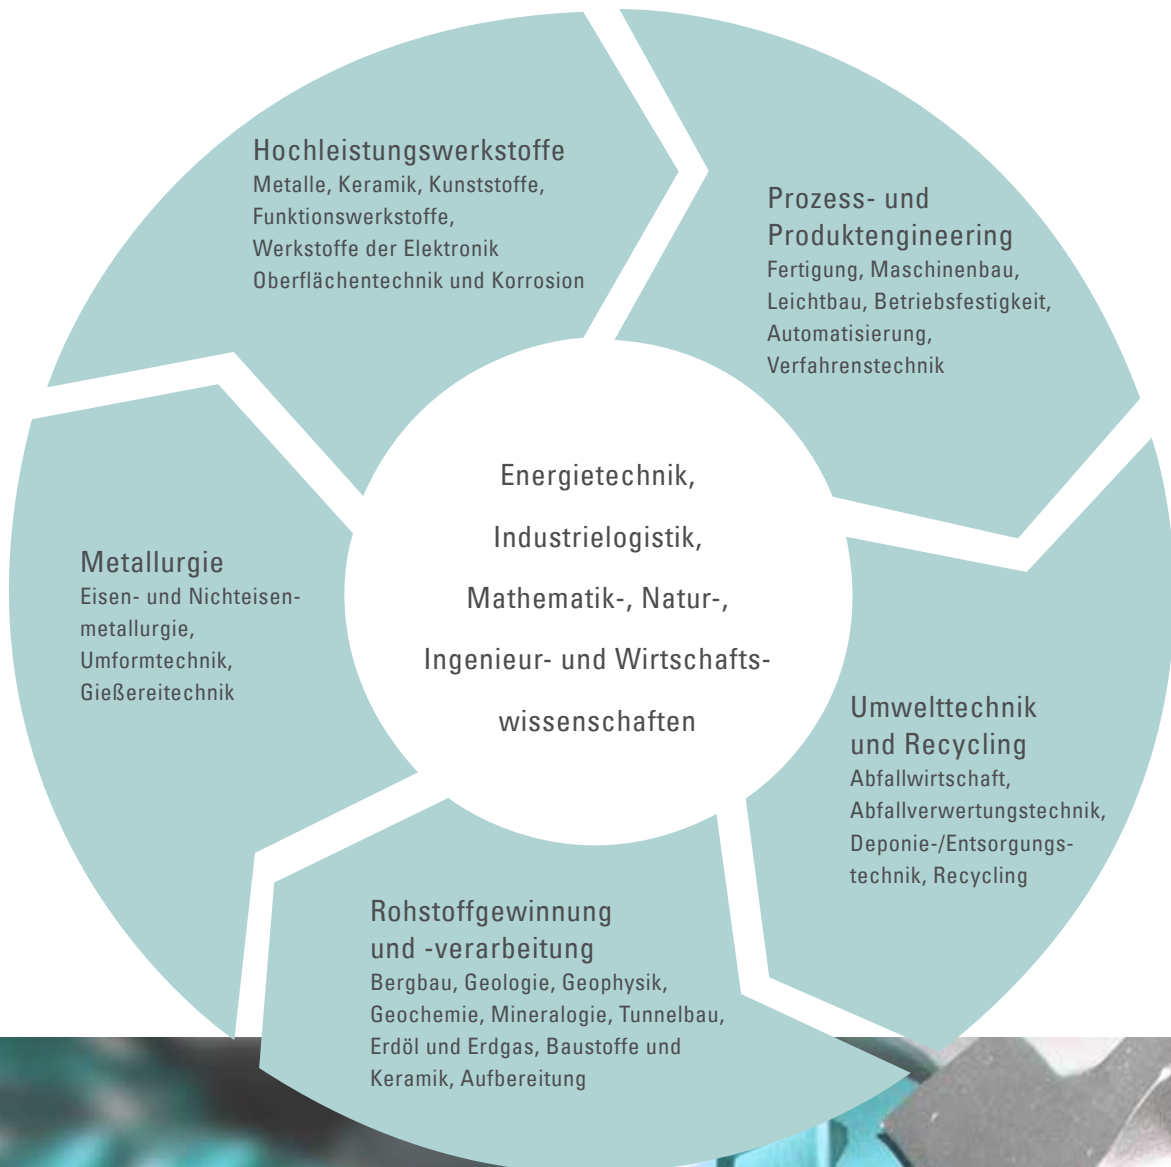 Hochleistungswerkstoffe
Metalle, Keramik, Kunststoffe,
Funktionswerkstoffe,
Werkstoffe der Elektronik
Oberflächentechnik und Korrosion
Prozess- und
Produktengineering
Fertigung, Maschinenbau,
Leichtbau, Betriebsfestigkeit,
Automatisierung,
Verfahrenstechnik
Energietechnik,
Industrielogistik,
Mathematik-, Natur-,
Ingenieur- und Wirtschafts-
wissenschaften
Metallurgie
Eisen- und Nichteisen-
metallurgie,
Umformtechnik,
Gießereitechnik
Umwelttechnik
und Recycling
Abfallwirtschaft,
Abfallverwertungstechnik,
Deponie-/Entsorgungs-
technik, Recycling
Rohstoffgewinnung
und -verarbeitung
Bergbau, Geologie, Geophysik,
Geochemie, Mineralogie, Tunnelbau,
Erdöl und Erdgas, Baustoffe und
Keramik, Aufbereitung